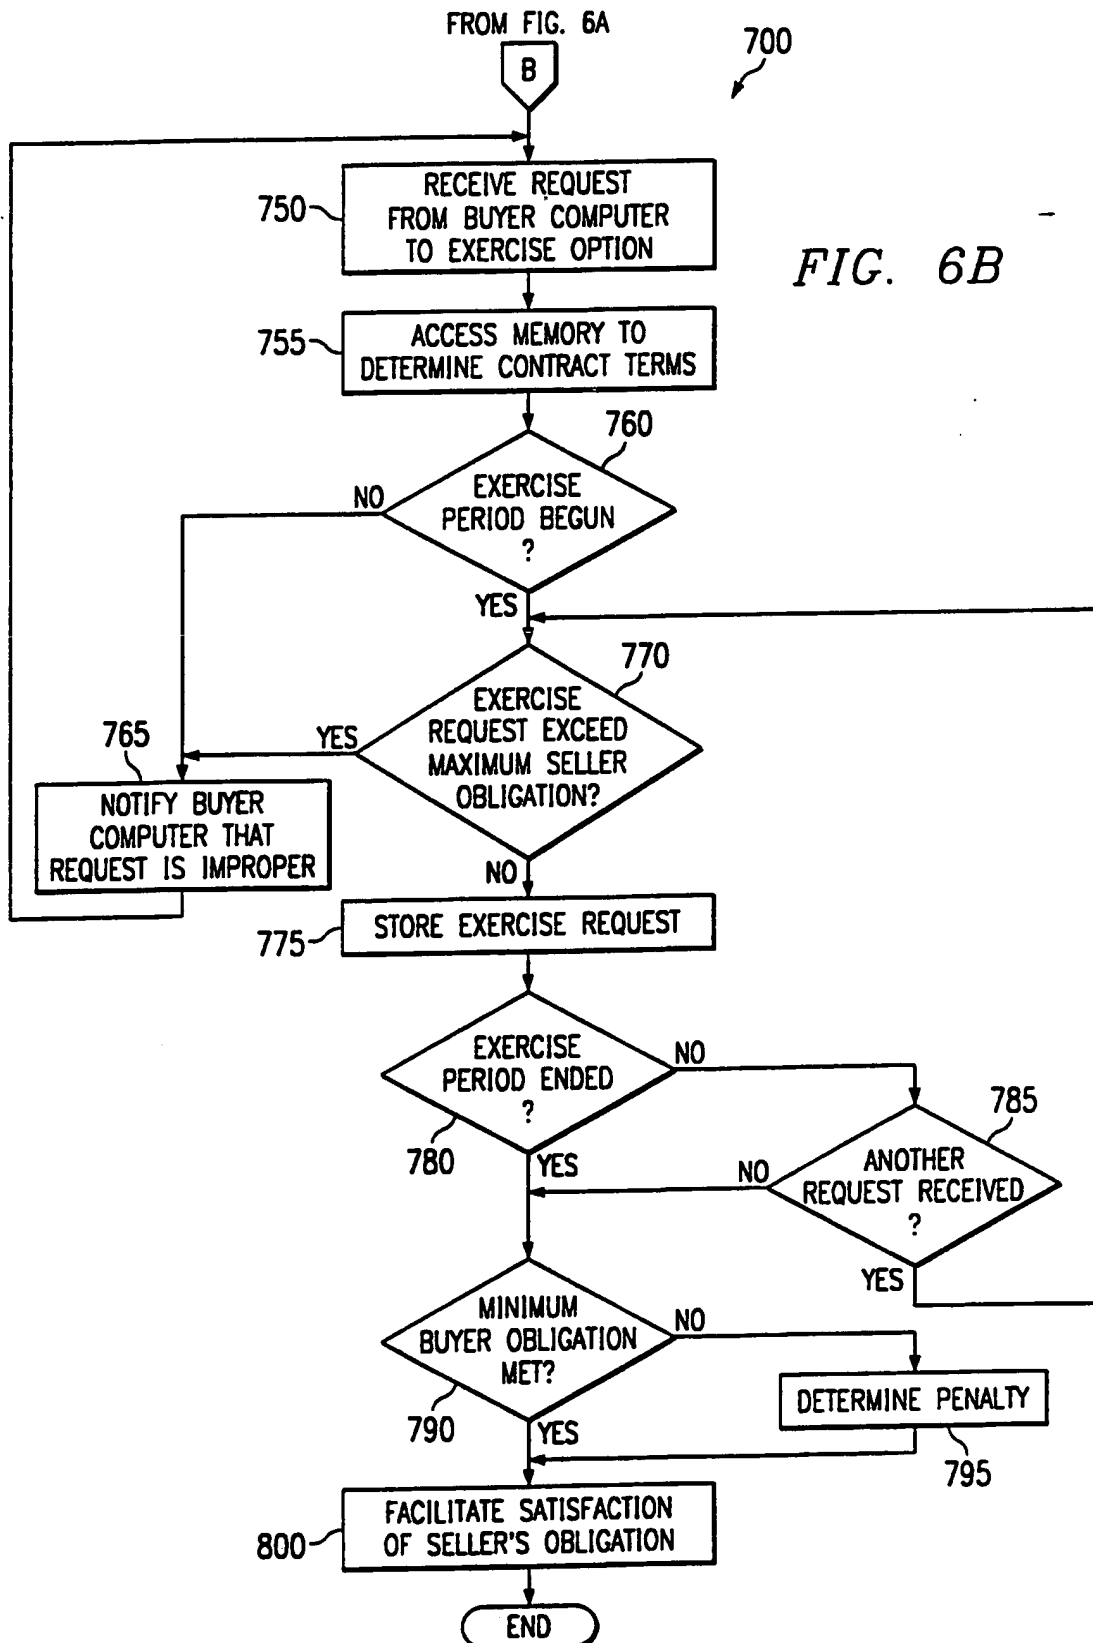 FROM FIG. 6A
B
700
750
RECEIVE REQUEST
FROM BUYER COMPUTER
TO EXERCISE OPTION
FIG. 6B
755
ACCESS MEMORY TO
DETERMINE CONTRACT TERMS
760
EXERCISE
PERIOD BEGUN
?
NO
YES
770
EXERCISE
REQUEST EXCEED
MAXIMUM SELLER
OBLIGATION?
YES
NO
765
NOTIFY BUYER
COMPUTER THAT
REQUEST IS IMPROPER
775
STORE EXERCISE REQUEST
EXERCISE
PERIOD ENDED
?
780
NO
YES
785
ANOTHER
REQUEST RECEIVED
?
NO
YES
MINIMUM
BUYER OBLIGATION
MET?
790
NO
YES
DETERMINE PENALTY
795
800
FACILITATE SATISFACTION
OF SELLER'S OBLIGATION
END